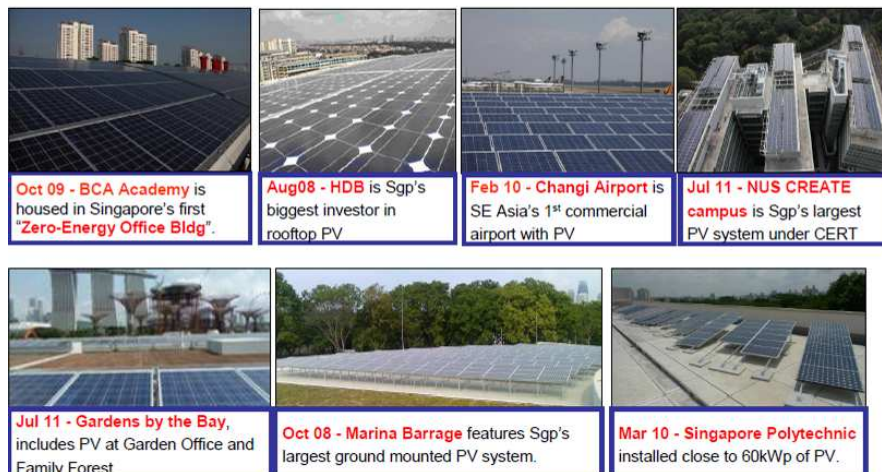 Oct 09 - BCA Academy is
housed in Singapore's first
"Zero-Energy Office Bldg".
Aug08 - HDB is Sgp's
biggest investor in
rooftop PV
Feb 10 - Changi Airport is
SE Asia's 1st commercial
airport with PV
Jul 11 - NUS CREATE
campus is Sgp's largest
PV system under CERT
Jul 11 - Gardens by the Bay,
includes PV at Garden Office and
Family Forest
Oct 08 - Marina Barrage features Sgp's
largest ground mounted PV system.
Mar 10 - Singapore Polytechnic
installed close to 60kWp of PV.